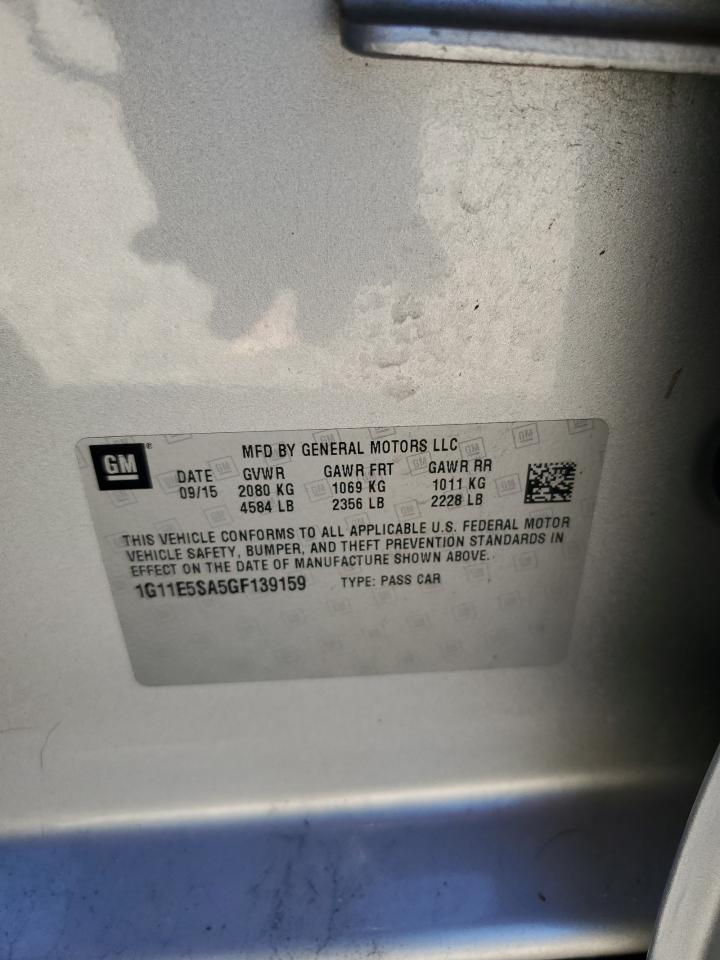 GM
MFD BY GENERAL MOTORS LLC
DATE GVWR GAWR FRT GAWR RR
09/15 2080 KG 1069 KG 1011 KG
4584 LB 2356 LB 2228 LB
THIS VEHICLE CONFORMS TO ALL APPLICABLE U.S. FEDERAL MOTOR
VEHICLE SAFETY, BUMPER, AND THEFT PREVENTION STANDARDS IN
EFFECT ON THE DATE OF MANUFACTURE SHOWN ABOVE.
1G11E5SA5GF139159 TYPE: PASS CAR